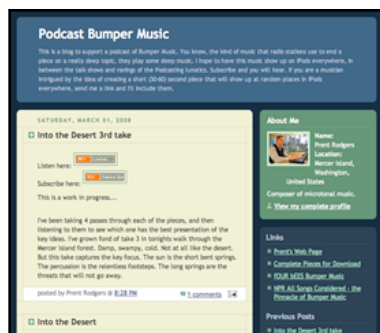 Podcast Bumper Music
This is a blog to support a podcast of Bumper Music. You know, the kind of music that radio stations use to end a
piece on a really deep topic, they play some deep music. I hope to have this music show up on iPods everywhere, in
between the talk shows and ravings of the Podcasting lunatics. Subscribe and you will hear. If you are a musician
intrigued by the idea of creating a short (30-60) second piece that will show up at random places in iPods
everywhere, send me a link and I'll include them.
SATURDAY, MARCH 01, 2008
Into the Desert 3rd take
Listen here:
Subscribe here:
This is a work in progress...
I've been taking 4 passes through each of the pieces, and then
listening to them to see which one has the best presentation of the
key ideas. I've grown fond of take 3 in tonights walk through the
Mercer Island forest. Damp, swampy, cold. Not at all like the desert.
But this take captures the key focus. The sun is the short bent springs.
The percussion is the relentless footsteps. The long springs are the
threats that will not go away.
posted by Prent Rodgers @ 8:28 PM
1 comments
Into the Desert
About Me
Name:
Prent Rodgers
Location:
Mercer Island,
Washington,
United States
Composer of microtonal music.
View my complete profile
Links
Prent's Web Page
Complete Pieces for Download
FOUR bEES Bumper Music
NPR All Songs Considered - the
Pinnacle of Bumper Music
Previous Posts
Into the Desert 3rd take